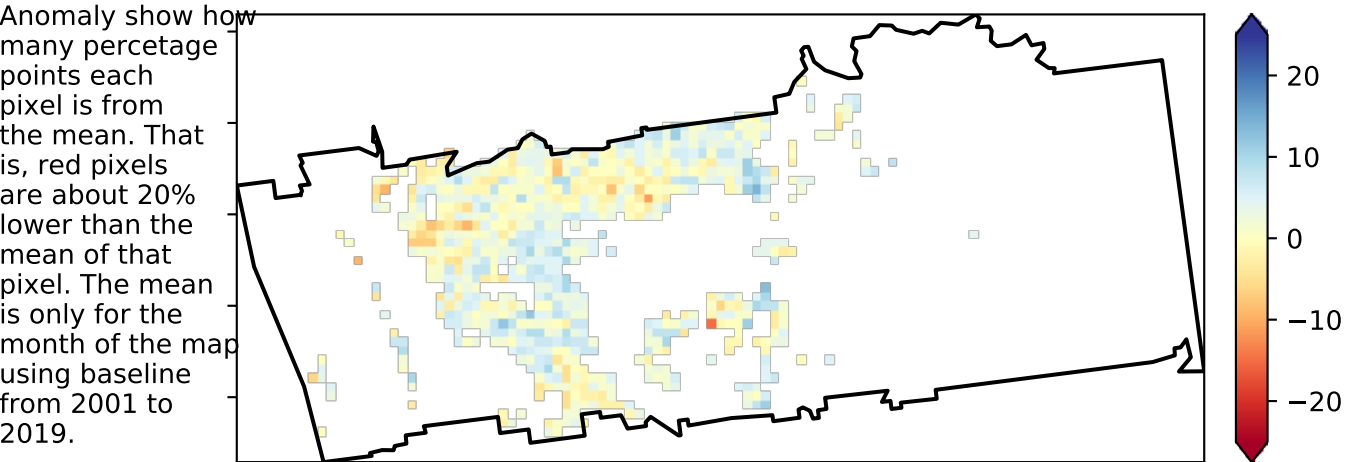 Anomaly show how
many percetage
points each
pixel is from
the mean. That
is, red pixels
are about 20%
lower than the
mean of that
pixel. The mean
is only for the
month of the map
using baseline
from 2001 to
2019.
20
10
0
−10
−20